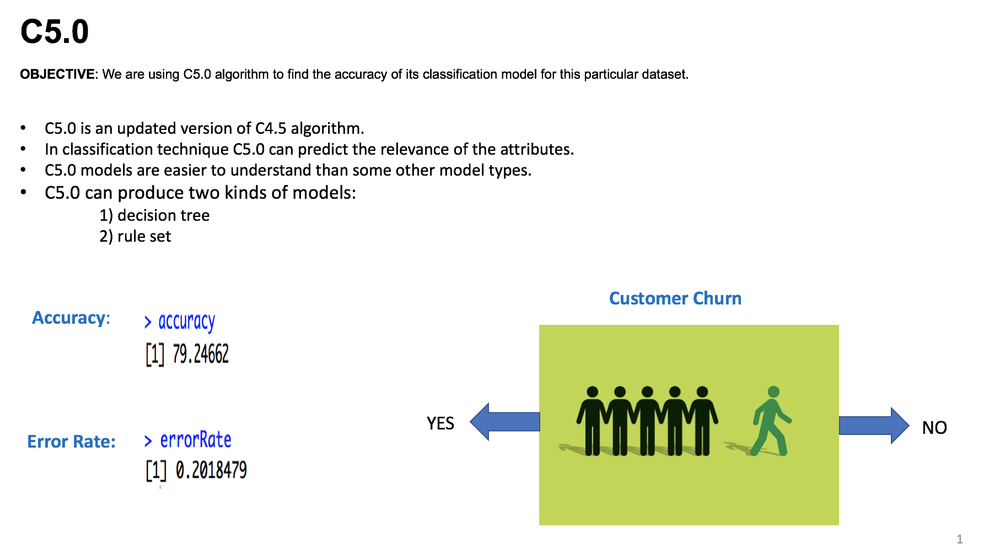 C5.0
OBJECTIVE: We are using C5.0 algorithm to find the accuracy of its classification model for this particular dataset.
• C5.0 is an updated version of C4.5 algorithm.
• In classification technique C5.0 can predict the relevance of the attributes.
• C5.0 models are easier to understand than some other model types.
• C5.0 can produce two kinds of models:
1) decision tree
2) rule set
Accuracy:
> accuracy
[1] 79.24662
Error Rate:
> errorRate
[1] 0.2018479
Customer Churn
YES
NO
1